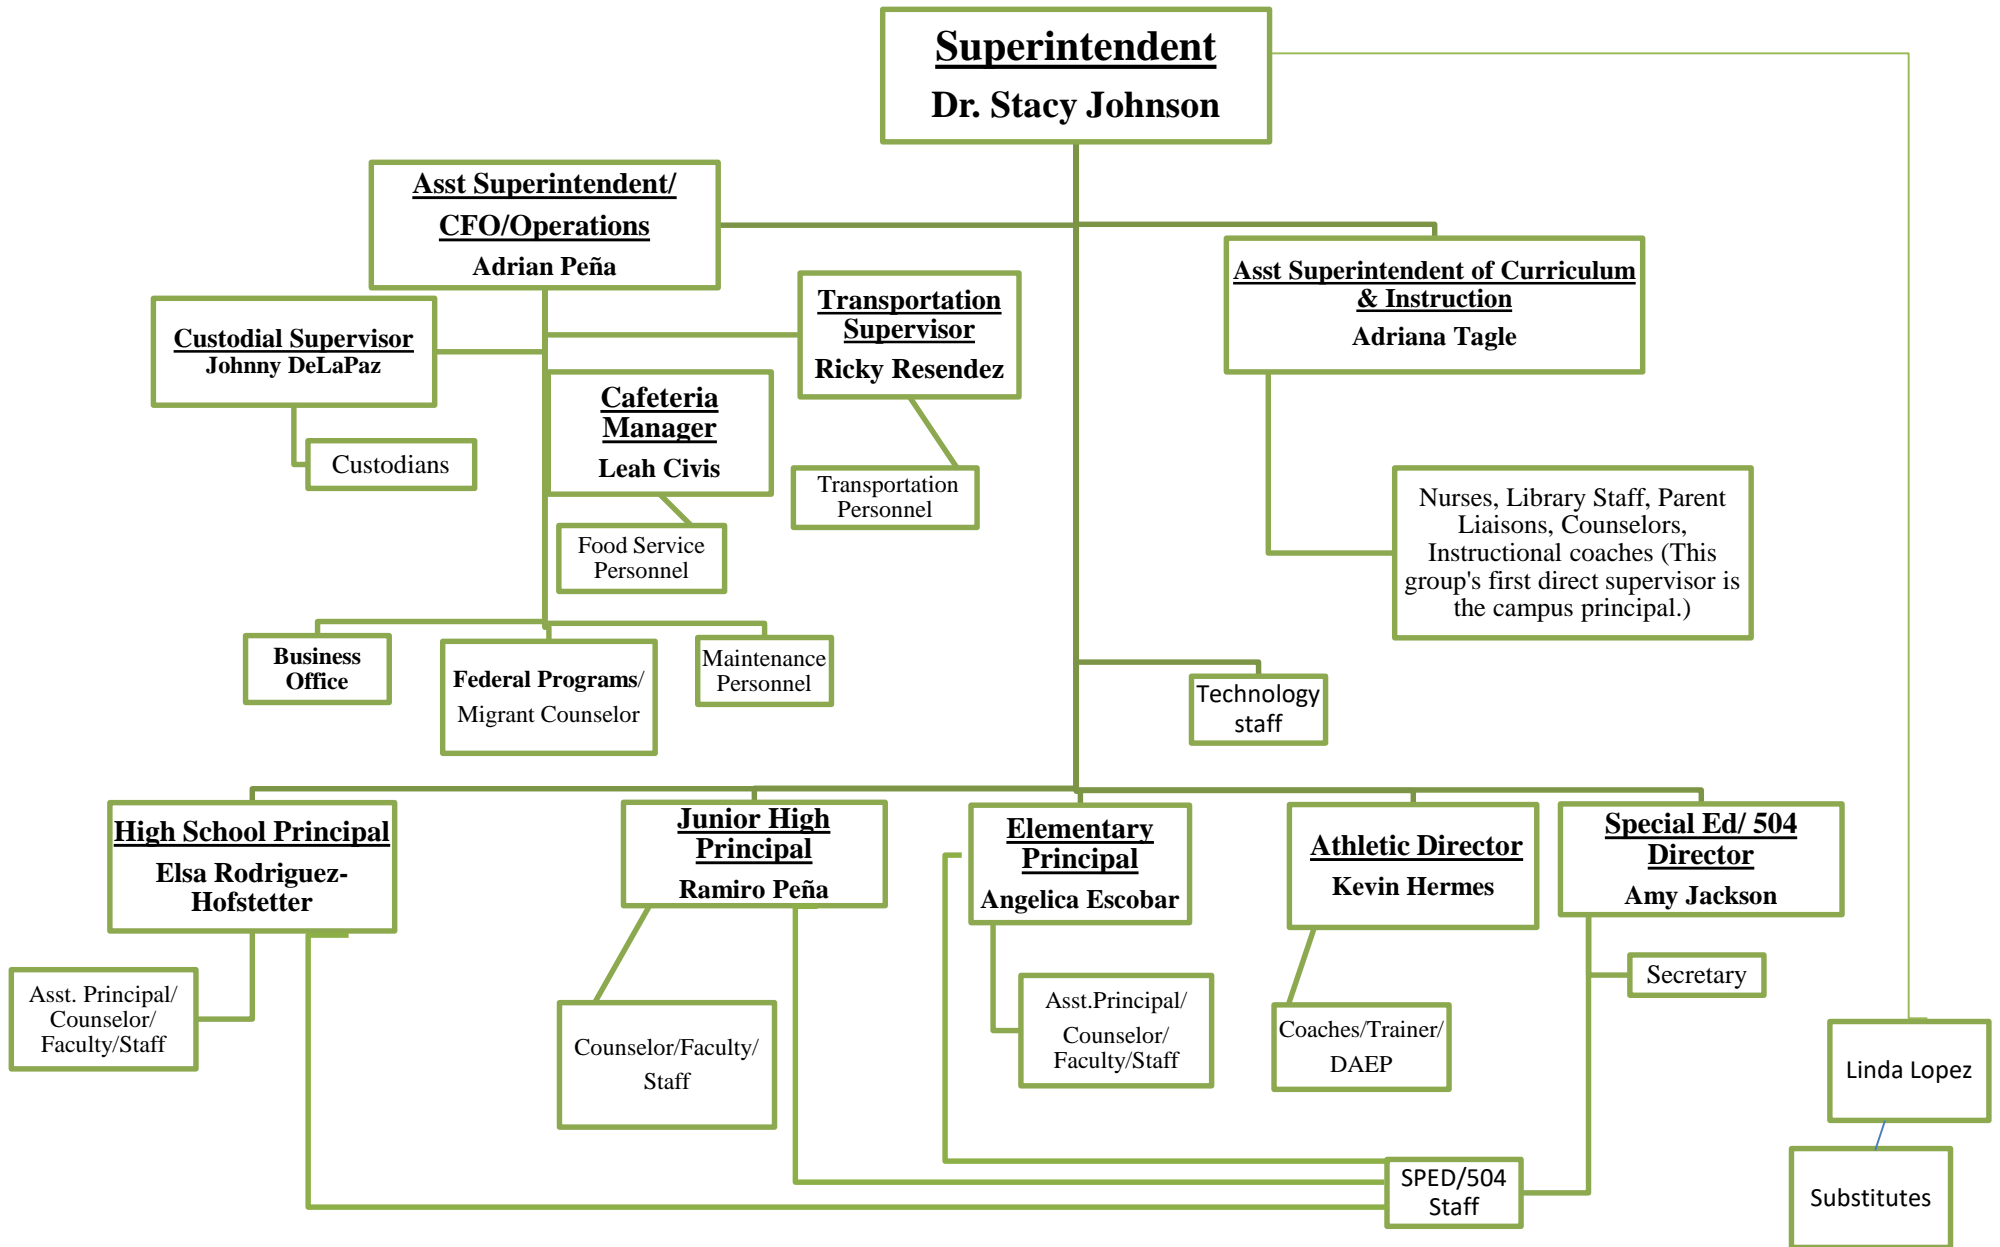 Superintendent
Dr. Stacy Johnson
Asst Superintendent/
CFO/Operations
Adrian Peña
Asst Superintendent of Curriculum
& Instruction
Adriana Tagle
Transportation
Supervisor
Ricky Resendez
Custodial Supervisor
Johnny DeLaPaz
Cafeteria
Manager
Leah Civis
Custodians
Transportation
Personnel
Nurses, Library Staff, Parent
Liaisons, Counselors,
Instructional coaches (This
group's first direct supervisor is
the campus principal.)
Food Service
Personnel
Business
Office
Federal Programs/
Migrant Counselor
Maintenance
Personnel
Technology
staff
High School Principal
Elsa Rodriguez-
Hofstetter
Junior High
Principal
Ramiro Peña
Elementary
Principal
Angelica Escobar
Athletic Director
Kevin Hermes
Special Ed/ 504
Director
Amy Jackson
Asst. Principal/
Counselor/
Faculty/Staff
Counselor/Faculty/
Staff
Asst.Principal/
Counselor/
Faculty/Staff
Coaches/Trainer/
DAEP
Secretary
Linda Lopez
SPED/504
Staff
Substitutes